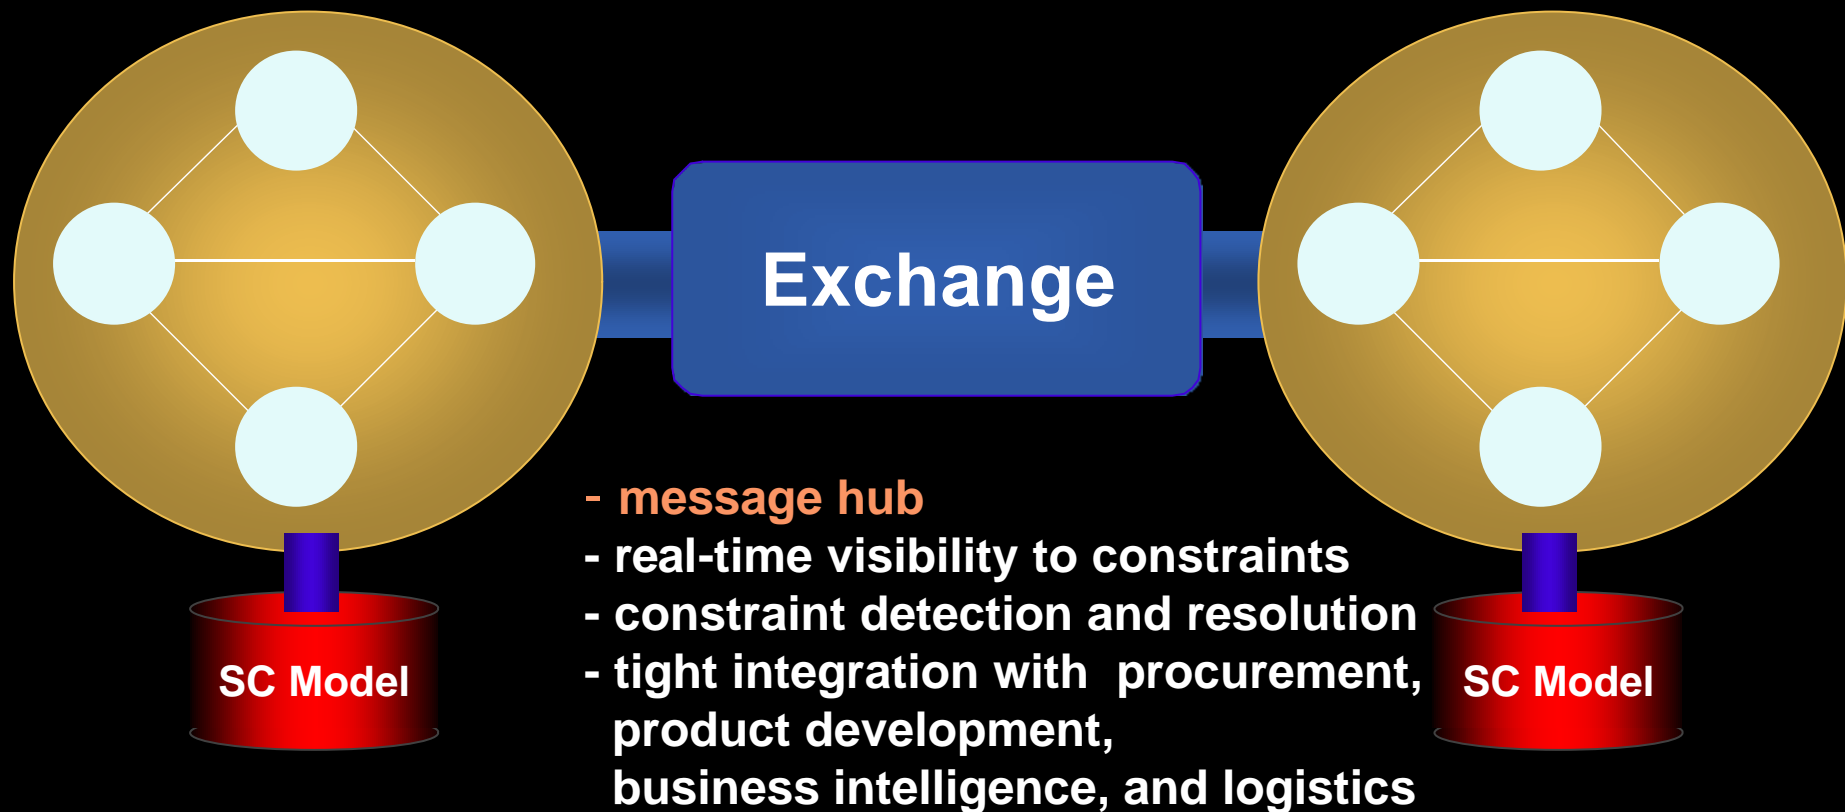 Exchange
- message hub
- real-time visibility to constraints
- constraint detection and resolution
- tight integration with  procurement,
product development,
business intelligence, and logistics
SC Model
SC Model